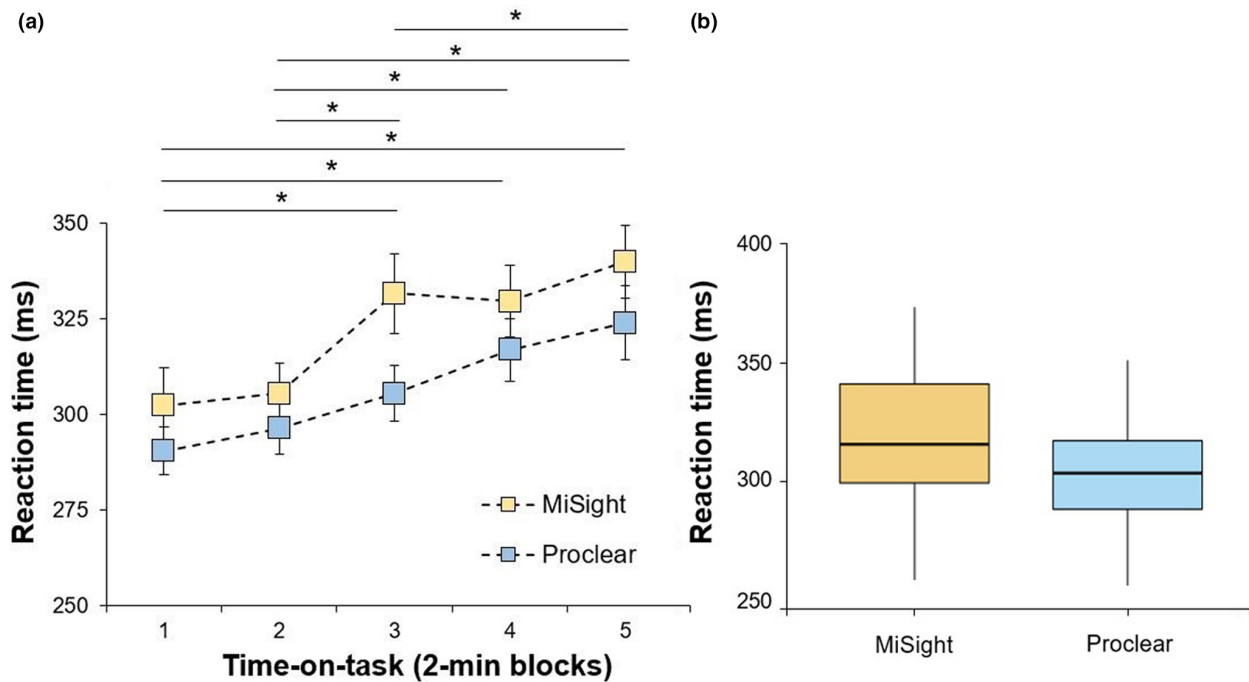 (a)
*
*
*
*
*
*
*
350
325
300
275
250
Reaction time (ms)
MiSight
Proclear
1 2 3 4 5
Time-on-task (2-min blocks)
(b)
400
350
300
250
Reaction time (ms)
MiSight Proclear